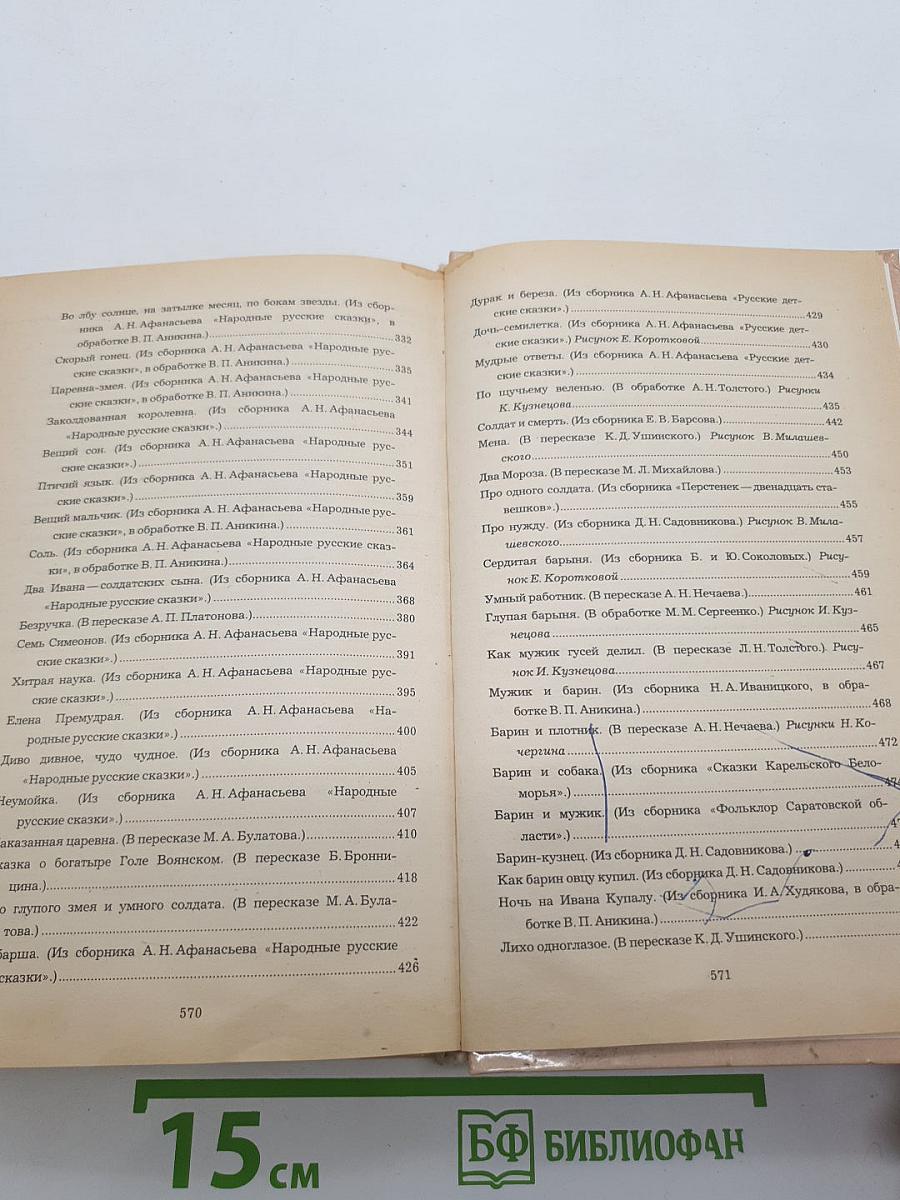 Во лбу солнце, на затылке месяц, по бокам звезды. (Из сбор-
ника А. Н. Афанасьева «Народные русские сказки», в
обработке В. П. Аникина.) 332
Скорый гонец. (Из сборника А. Н. Афанасьева «Народные рус-
ские сказки», в обработке В. П. Аникина.) 335
Царевна-змея. (Из сборника А. Н. Афанасьева «Народные рус-
ские сказки», в обработке В. П. Аникина.) 341
Заколдованная королевна. (Из сборника А. Н. Афанасьева
«Народные русские сказки».) 344
Вещий сон. (Из сборника А. Н. Афанасьева «Народные рус-
ские сказки».) 351
Птичий язык. (Из сборника А. Н. Афанасьева «Народные рус-
ские сказки».) 359
Вещий мальчик. (Из сборника А. Н. Афанасьева «Народные рус-
ские сказки», в обработке В. П. Аникина.) 361
Соль. (Из сборника А. Н. Афанасьева «Народные русские сказ-
ки», в обработке В. П. Аникина.) 364
Два Ивана — солдатских сына. (Из сборника А. Н. Афанасьева
«Народные русские сказки».) 368
Безручка. (В пересказе А. П. Платонова.) 380
Семь Симеонов. (Из сборника А. Н. Афанасьева «Народные рус-
ские сказки».) 391
Хитрая наука. (Из сборника А. Н. Афанасьева «Народные рус-
ские сказки».) 395
Елена Премудрая. (Из сборника А. Н. Афанасьева «На-
родные русские сказки».) 400
Диво дивное, чудо чудное. (Из сборника А. Н. Афанасьева
«Народные русские сказки».) 405
Неумойка. (Из сборника А. Н. Афанасьева «Народные
русские сказки».) 407
аказанная царевна. (В пересказе М. А. Булатова.) 410
казка о богатыре Голе Воянском. (В пересказе Б. Бронни-
цина.) 418
о глупого змея и умного солдата. (В пересказе М. А. Була-
това.) 422
барша. (Из сборника А. Н. Афанасьева «Народные русские
сказки».) 426
570
Дурак и береза. (Из сборника А. Н. Афанасьева «Русские дет-
ские сказки».) 429
Дочь-семилетка. (Из сборника А. Н. Афанасьева «Русские дет-
ские сказки».) Рисунок Е. Коротковой 430
Мудрые ответы. (Из сборника А. Н. Афанасьева «Русские дет-
ские сказки».) 434
По щучьему веленью. (В обработке А. Н. Толстого.) Рисунки
К. Кузнецова 435
Солдат и смерть. (Из сборника Е. В. Барсова.) 442
Мена. (В пересказе К. Д. Ушинского.) Рисунок В. Милашев-
ского 450
Два Мороза. (В пересказе М. Л. Михайлова.) 453
Про одного солдата. (Из сборника «Перстенек — двенадцать ста-
вешков».) 455
Про нужду. (Из сборника Д. Н. Садовникова.) Рисунок В. Мила-
шевского 457
Сердитая барыня. (Из сборника Б. и Ю. Соколовых.) Рису-
нок Е. Коротковой 459
Умный работник. (В пересказе А. Н. Нечаева.) 461
Глупая барыня. (В обработке М. М. Сергеенко.) Рисунок И. Куз-
нецова 465
Как мужик гусей делил. (В пересказе Л. Н. Толстого.) Рису-
нок И. Кузнецова 467
Мужик и барин. (Из сборника Н. А. Иваницкого, в обра-
ботке В. П. Аникина.) 468
Барин и плотник. (В пересказе А. Н. Нечаева.) Рисунки Н. Ко-
чергина 472
Барин и собака. (Из сборника «Сказки Карельского Бело-
морья».) 474
Барин и мужик. (Из сборника «Фольклор Саратовской об-
ласти».) 4
Барин-кузнец. (Из сборника Д. Н. Садовникова.) 4
Как барин овцу купил. (Из сборника Д. Н. Садовникова.) 4
Ночь на Ивана Купалу. (Из сборника И. А. Худякова, в обра-
ботке В. П. Аникина.)
Лихо одноглазое. (В пересказе К. Д. Ушинского.)
571
15 см
БФ БИБЛИОФАН